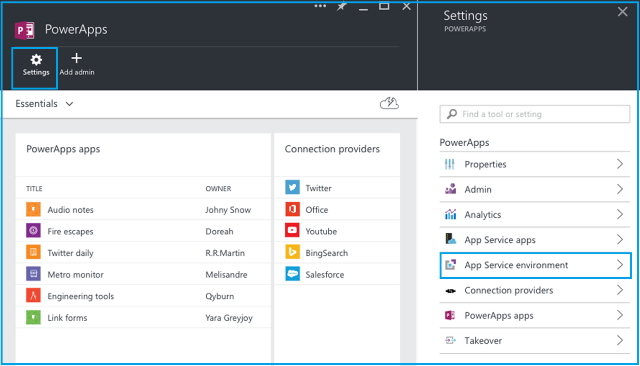 PowerApps
Settings
Add admin
Essentials
PowerApps apps
TITLE OWNER
Audio notes Johny Snow
Fire escapes Doreah
Twitter daily R.R.Martin
Metro monitor Melisandre
Engineering tools Qyburn
Link forms Yara Greyjoy
Connection providers
Twitter
Office
Youtube
BingSearch
Salesforce
Settings
POWERAPPS
Find a tool or setting
PowerApps
Properties
Admin
Analytics
App Service apps
App Service environment
Connection providers
PowerApps apps
Takeover